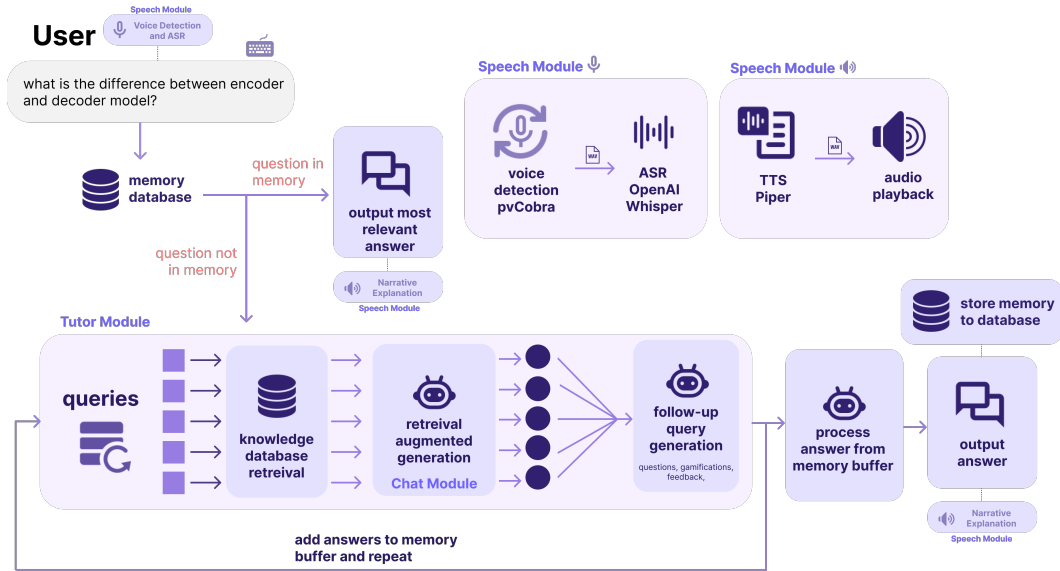 Speech Module
Voice Detection
and ASR
User
what is the difference between encoder
and decoder model?
memory
database
question in
memory
question not
in memory
output most
relevant
answer
Narrative
Explanation
Speech Module
Speech Module
voice
detection
pvCobra
WAV
ASR
OpenAI
Whisper
Speech Module
TTS
Piper
WAV
audio
playback
Tutor Module
queries
knowledge
database
retreival
retreival
augmented
generation
Chat Module
follow-up
query
generation
questions, gamifications,
feedback,
process
answer from
memory buffer
store memory
to database
output
answer
Narrative
Explanation
Speech Module
add answers to memory
buffer and repeat